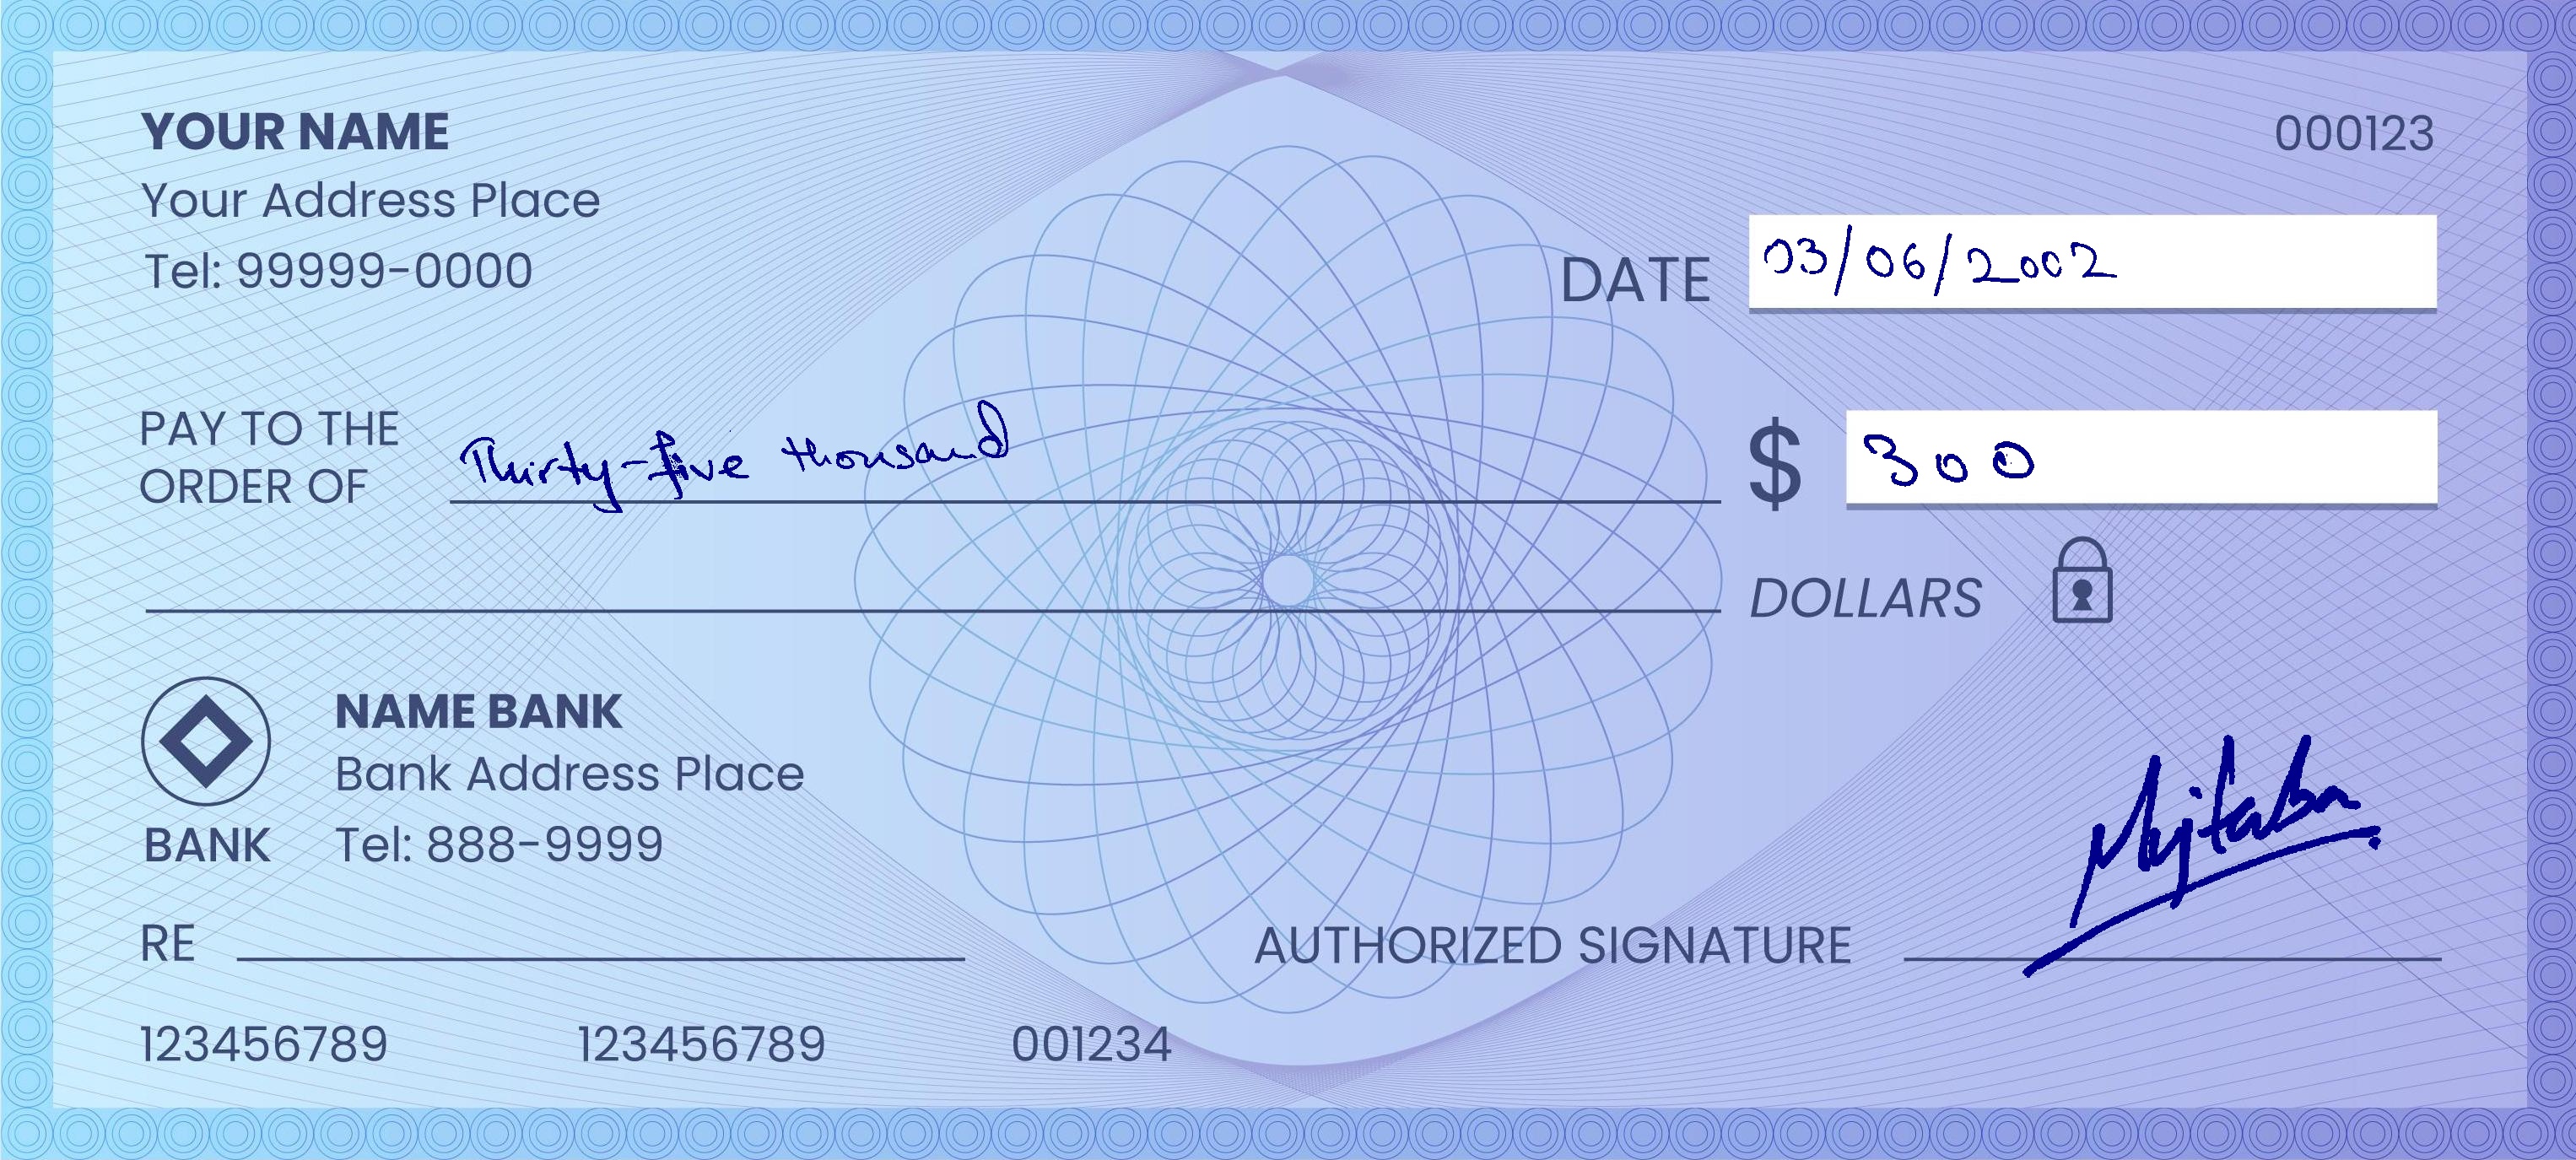 YOUR NAME
000123
Your Address Place
Tel: 99999-0000
DATE 03/06/2002
PAY TO THE
ORDER OF Thirty-five thousand $ 300
DOLLARS
NAME BANK
Bank Address Place
BANK Tel: 888-9999
Mujtaba
RE AUTHORIZED SIGNATURE
123456789 123456789 001234